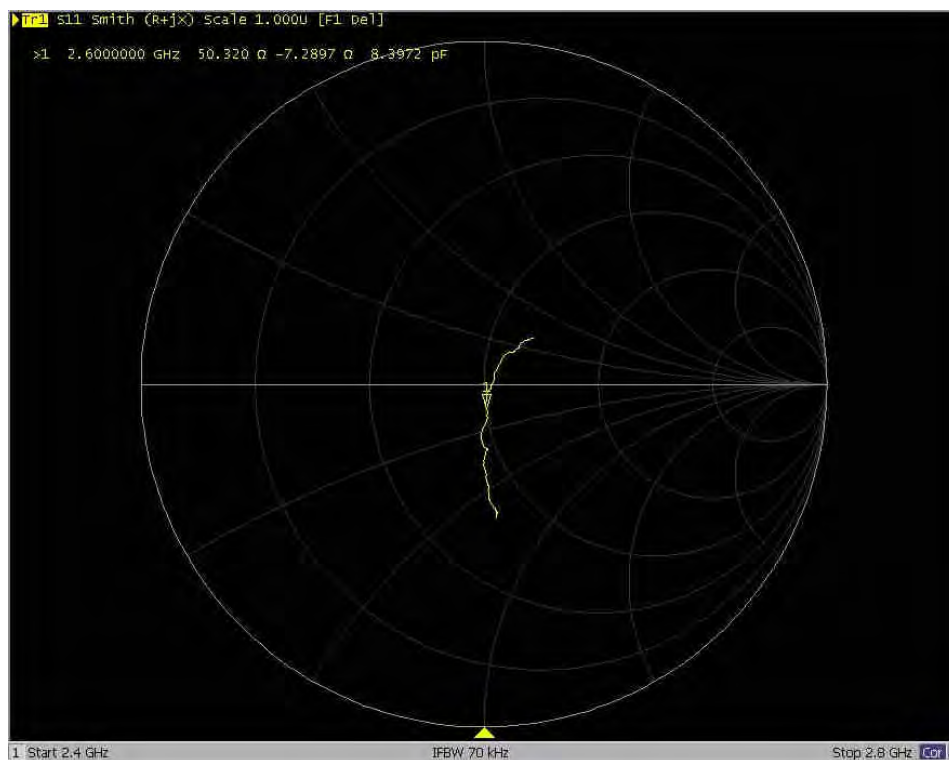 Tr1 S11 Smith (R+jX) Scale 1.000U [F1 Del]
>1 2.6000000 GHz 50.320 Ω -7.2897 Ω 8.3972 pF
1
1 Start 2.4 GHz IFBW 70 kHz Stop 2.8 GHz Cor